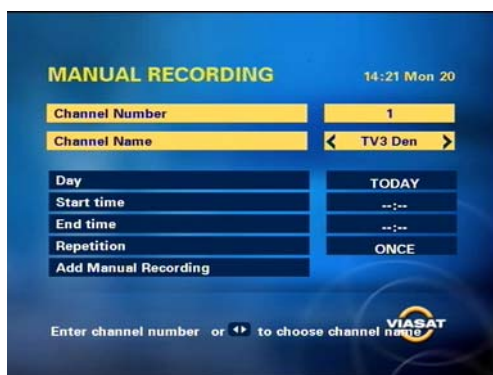 MANUAL RECORDING 14:21 Mon 20
Channel Number 1
Channel Name TV3 Den
Day TODAY
Start time --:--
End time --:--
Repetition ONCE
Add Manual Recording
Enter channel number or to choose channel name
VIASAT